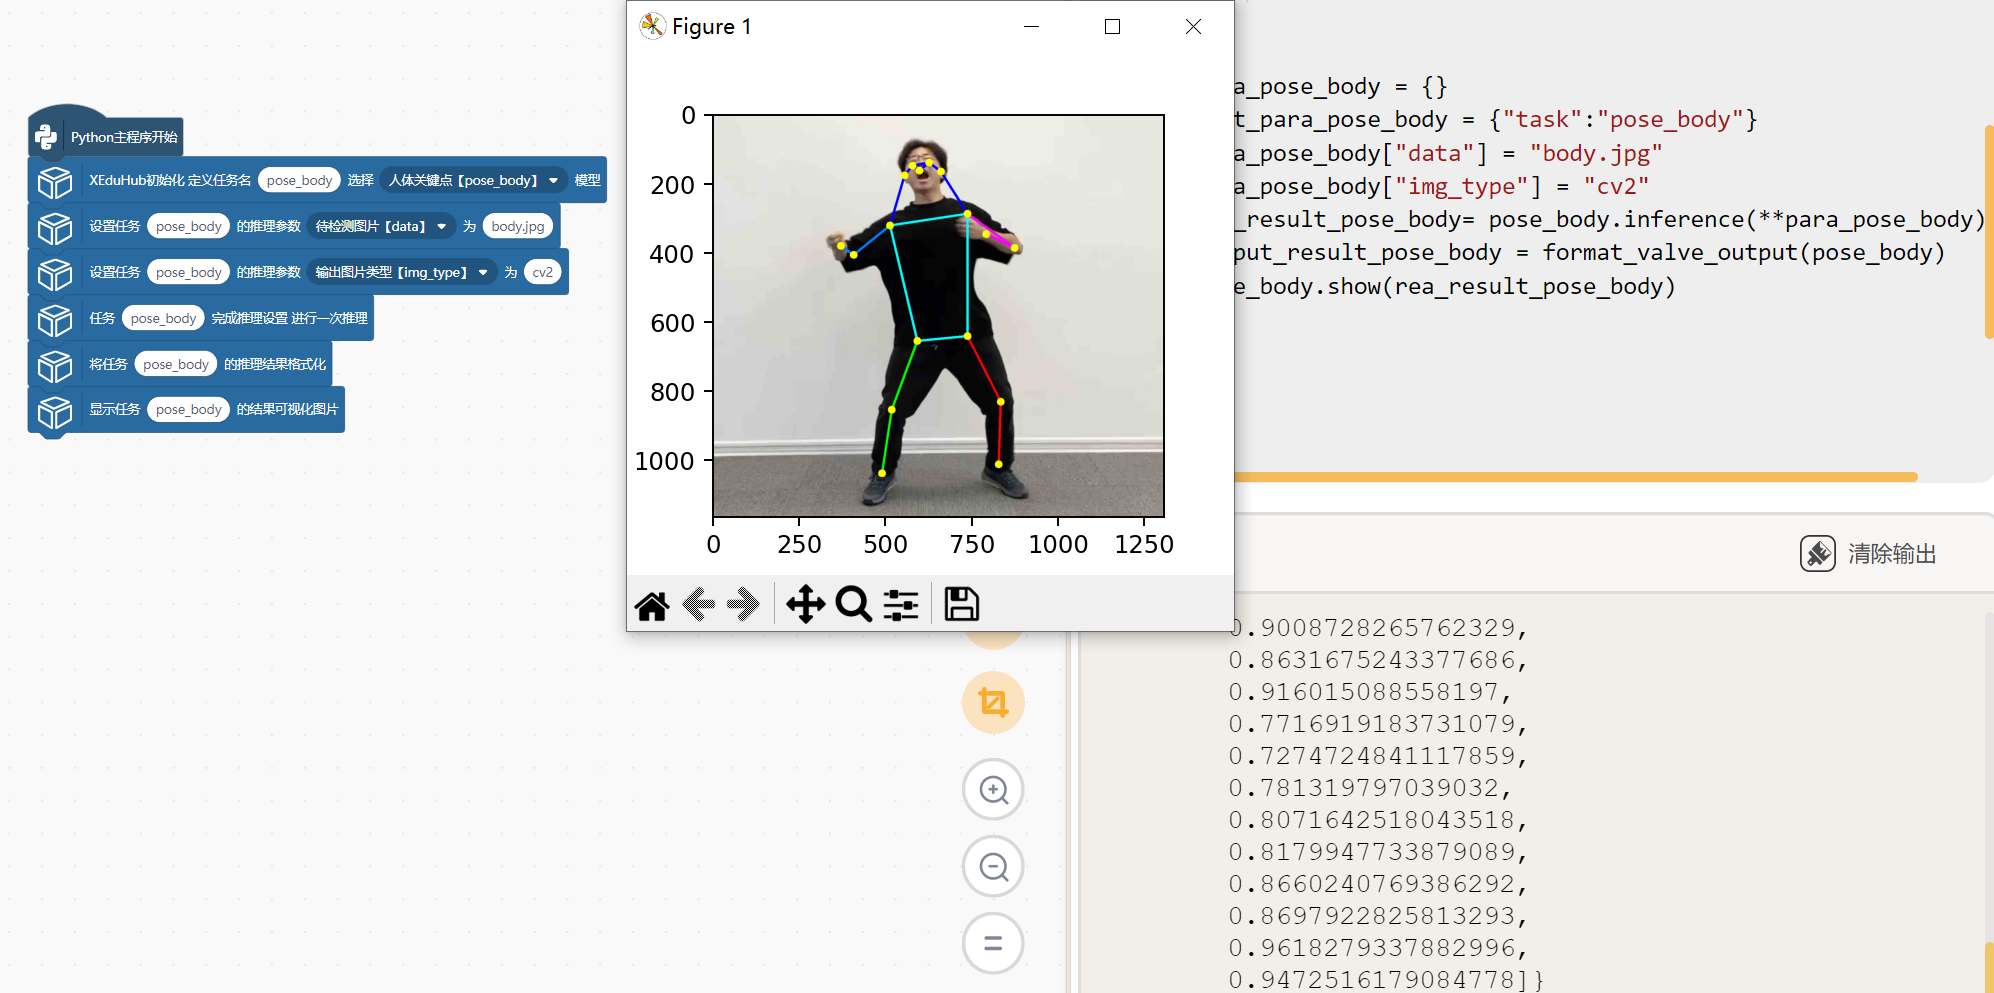 Python主程序开始
XEduHub初始化 定义任务名 pose_body 选择 人体关键点【pose_body】 模型
设置任务 pose_body 的推理参数 待检测图片【data】 为 body.jpg
设置任务 pose_body 的推理参数 输出图片类型【img_type】 为 cv2
任务 pose_body 完成推理设置 进行一次推理
将任务 pose_body 的推理结果格式化
显示任务 pose_body 的结果可视化图片
Figure 1
0
200
400
600
800
1000
0 250 500 750 1000 1250
a_pose_body = {}
t_para_pose_body = {"task":"pose_body"}
a_pose_body["data"] = "body.jpg"
a_pose_body["img_type"] = "cv2"
_result_pose_body= pose_body.inference(**para_pose_body)
put_result_pose_body = format_valve_output(pose_body)
e_body.show(rea_result_pose_body)
清除输出
0.9008728265762329,
0.8631675243377686,
0.916015088558197,
0.7716919183731079,
0.7274724841117859,
0.781319797039032,
0.8071642518043518,
0.8179947733879089,
0.8660240769386292,
0.8697922825813293,
0.9618279337882996,
0.9472516179084778]}